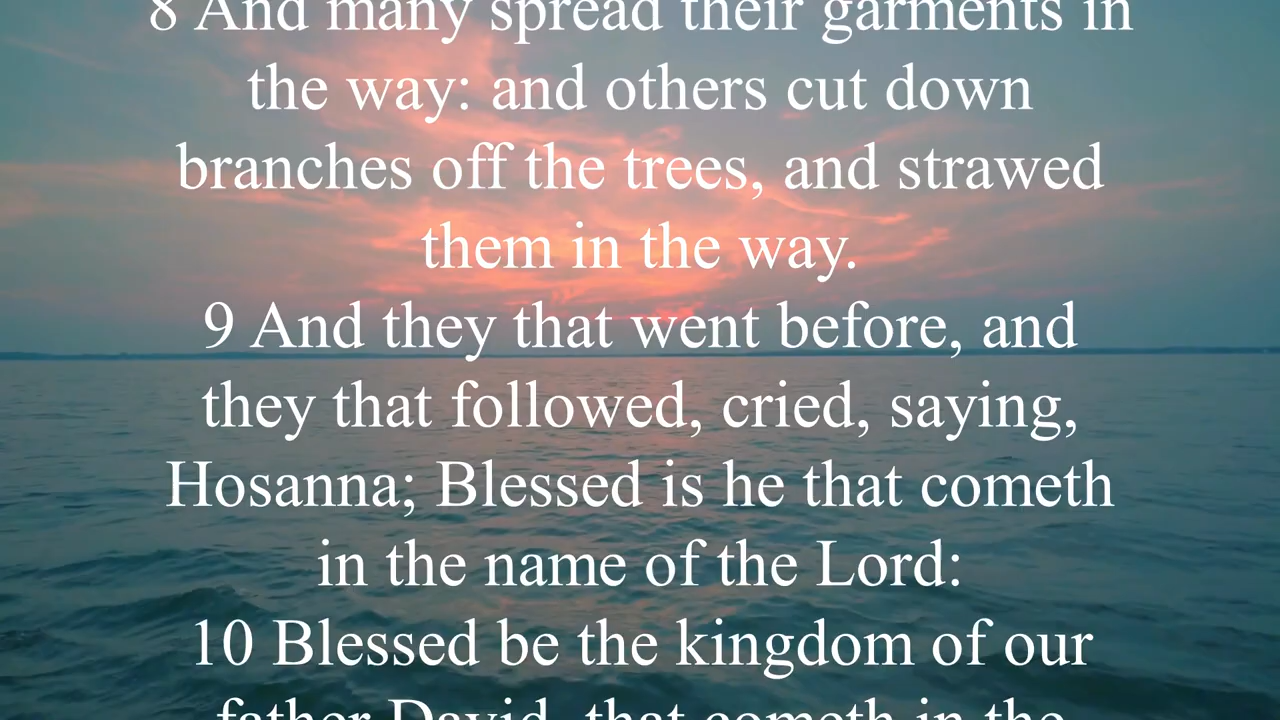 8 And many spread their garments in
the way: and others cut down
branches off the trees, and strawed
them in the way.
9 And they that went before, and
they that followed, cried, saying,
Hosanna; Blessed is he that cometh
in the name of the Lord:
10 Blessed be the kingdom of our
father David, that cometh in the